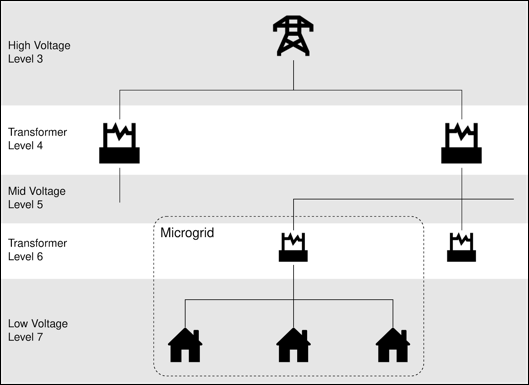 High Voltage
Level 3
Transformer
Level 4
Mid Voltage
Level 5
Microgrid
Transformer
Level 6
Low Voltage
Level 7